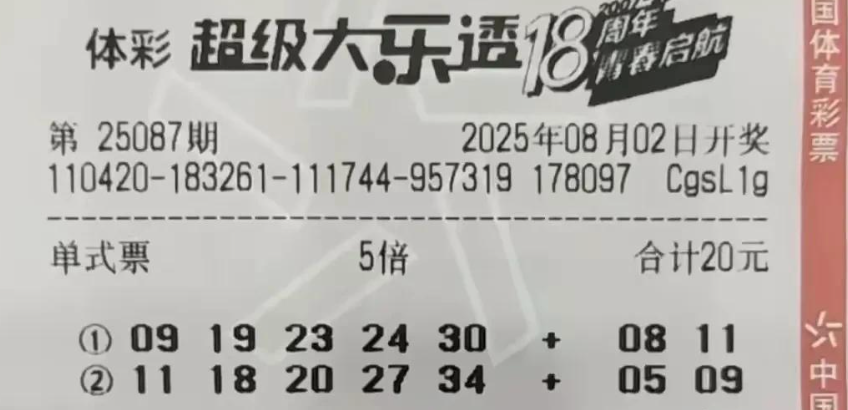 体彩 超级大乐透 18周年 青春启航
第 25087期 2025年08月02日开奖
110420-183261-111744-957319 178097 CgsL1g
单式票 5倍 合计20元
① 09 19 23 24 30 + 08 11
② 11 18 20 27 34 + 05 09
国体育彩票
中国